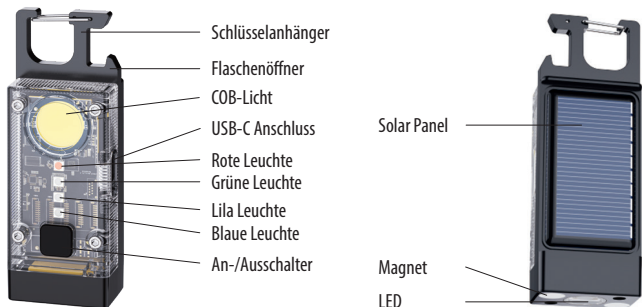 Schlüsselanhänger
Flaschenöffner
COB-Licht
USB-C Anschluss
Rote Leuchte
Grüne Leuchte
Lila Leuchte
Blaue Leuchte
An-/Ausschalter
Solar Panel
Magnet
LED